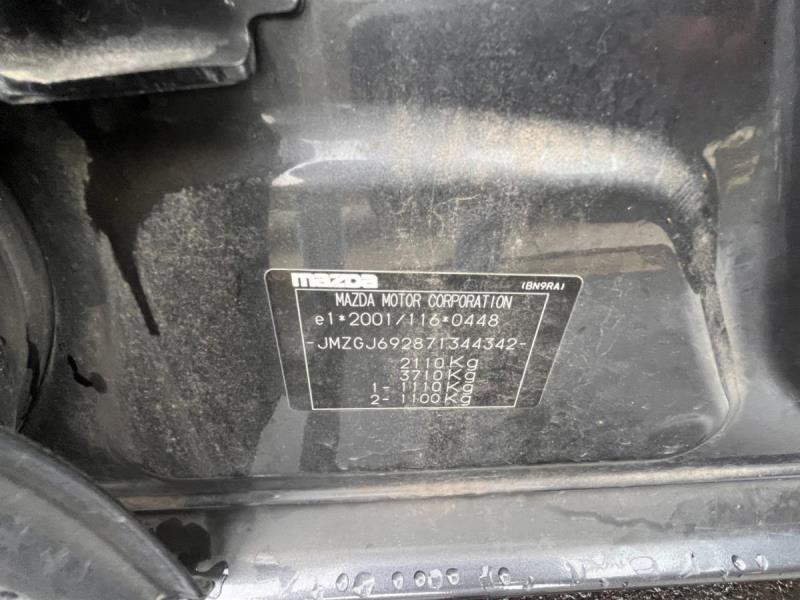 mazda (BN9RA)
MAZDA MOTOR CORPORATION
e1*2001/116*0448
-JMZGJ692871344342-
2110Kg
3710Kg
1- 1110Kg
2- 1100Kg